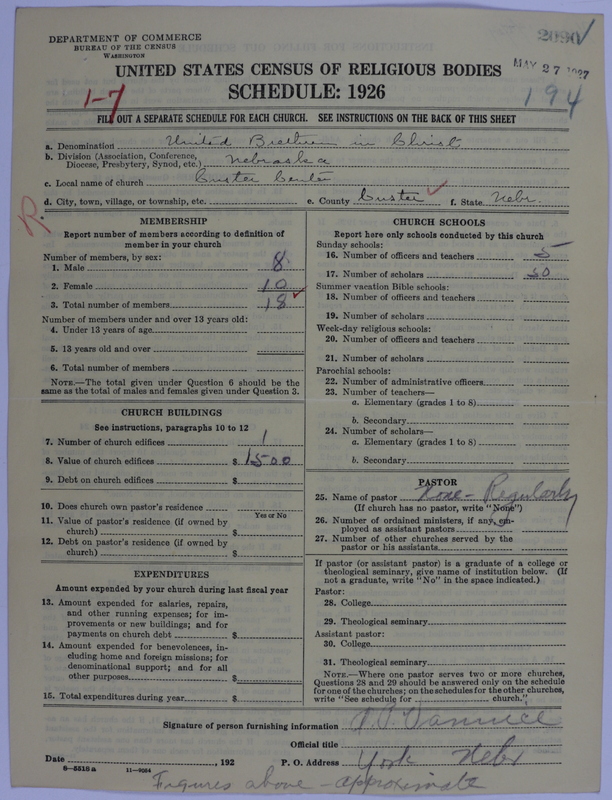 DEPARTMENT OF COMMERCE
BUREAU OF THE CENSUS
WASHINGTON
2090
MAY 27 1927
194
UNITED STATES CENSUS OF RELIGIOUS BODIES
SCHEDULE: 1926
1-7
FILL OUT A SEPARATE SCHEDULE FOR EACH CHURCH. SEE INSTRUCTIONS ON THE BACK OF THIS SHEET
a. Denomination United Brethren in Christ
b. Division (Association, Conference, Diocese, Presbytery, Synod, etc.) Nebraska
c. Local name of church Custer Center
d. City, town, village, or township, etc. e. County Custer f. State Nebr.
R
MEMBERSHIP
Report number of members according to definition of
member in your church
Number of members, by sex:
1. Male 8
2. Female 10
3. Total number of members 18
Number of members under and over 13 years old:
4. Under 13 years of age
5. 13 years old and over
6. Total number of members
NOTE.—The total given under Question 6 should be the
same as the total of males and females given under Question 3.
CHURCH BUILDINGS
See instructions, paragraphs 10 to 12
7. Number of church edifices 1
8. Value of church edifices $ 1500
9. Debt on church edifices $
10. Does church own pastor's residence
Yes or No
11. Value of pastor's residence (if owned by
church) $
12. Debt on pastor's residence (if owned by
church) $
EXPENDITURES
Amount expended by your church during last fiscal year
13. Amount expended for salaries, repairs,
and other running expenses; for im-
provements or new buildings; and for
payments on church debt $
14. Amount expended for benevolences, in-
cluding home and foreign missions; for
denominational support; and for all
other purposes $
15. Total expenditures during year $
CHURCH SCHOOLS
Report here only schools conducted by this church
Sunday schools:
16. Number of officers and teachers 5
17. Number of scholars 50
Summer vacation Bible schools:
18. Number of officers and teachers
19. Number of scholars
Week-day religious schools:
20. Number of officers and teachers
21. Number of scholars
Parochial schools:
22. Number of administrative officers
23. Number of teachers—
a. Elementary (grades 1 to 8)
b. Secondary
24. Number of scholars—
a. Elementary (grades 1 to 8)
b. Secondary
PASTOR
25. Name of pastor None - Regularly
(If church has no pastor, write "None")
26. Number of ordained ministers, if any, em-
ployed as assistant pastors
27. Number of other churches served by the
pastor or his assistants
If pastor (or assistant pastor) is a graduate of a college or
theological seminary, give name of institution below. (If
not a graduate, write "No" in the space indicated.)
Pastor:
28. College
29. Theological seminary
Assistant pastor:
30. College
31. Theological seminary
NOTE.—Where one pastor serves two or more churches,
Questions 28 and 29 should be answered only on the schedule
for one of the churches; on the schedules for the other churches,
write "See schedule for church."
Signature of person furnishing information
Official title
Date , 192 P. O. Address York Nebr
8—5518a 11—9064
Figures above - approximate